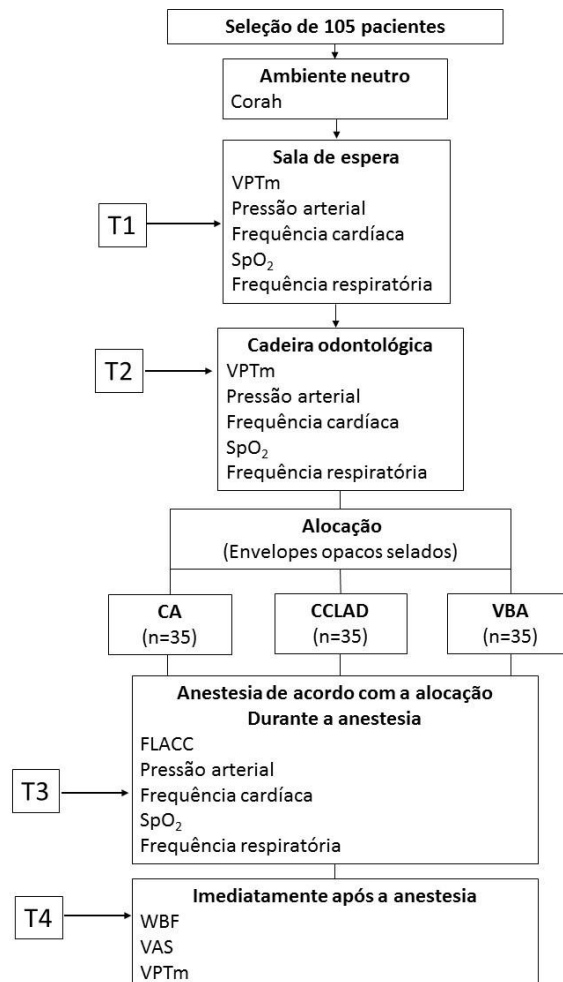 Seleção de 105 pacientes
Ambiente neutro
Corah
Sala de espera
VPTm
Pressão arterial
Frequência cardíaca
SpO₂
Frequência respiratória
T1
Cadeira odontológica
VPTm
Pressão arterial
Frequência cardíaca
SpO₂
Frequência respiratória
T2
Alocação
(Envelopes opacos selados)
CA
(n=35)
CCLAD
(n=35)
VBA
(n=35)
Anestesia de acordo com a alocação
Durante a anestesia
FLACC
Pressão arterial
Frequência cardíaca
SpO₂
Frequência respiratória
T3
Imediatamente após a anestesia
WBF
VAS
VPTm
T4